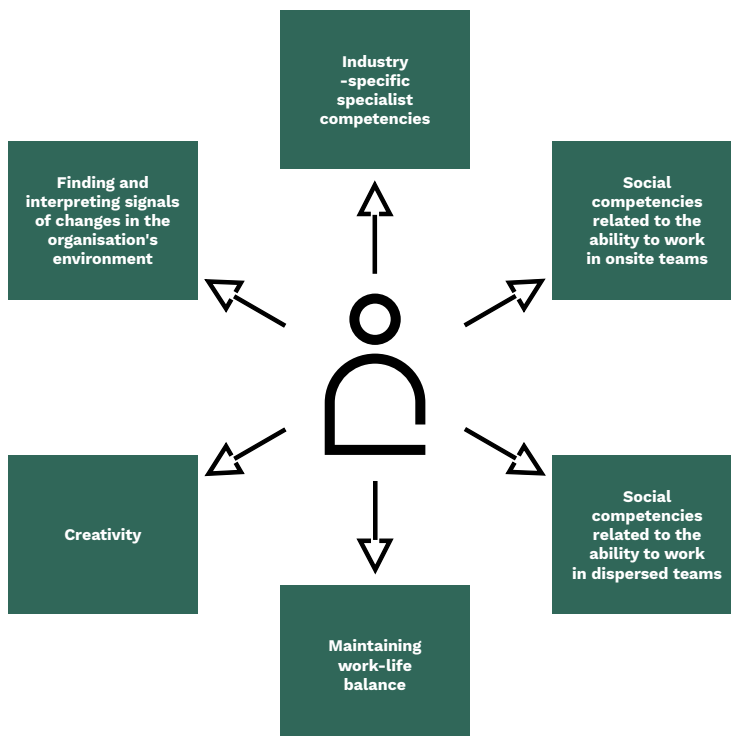 Industry
-specific
specialist
competencies
Finding and
interpreting signals
of changes in the
organisation's
environment
Social
competencies
related to the
ability to work
in onsite teams
Creativity
Social
competencies
related to the
ability to work
in dispersed teams
Maintaining
work-life
balance